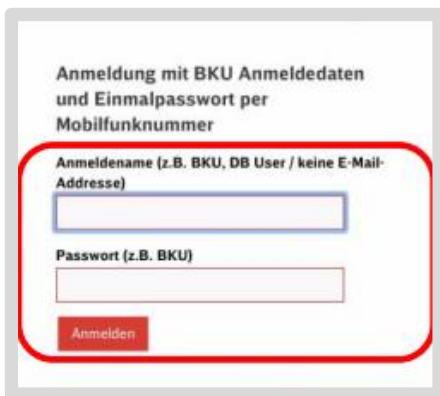 Anmeldung mit BKU Anmeldedaten
und Einmalpasswort per
Mobilfunknummer
Anmeldename (z.B. BKU, DB User / keine E-Mail-
Addresse)
Passwort (z.B. BKU)
Anmelden